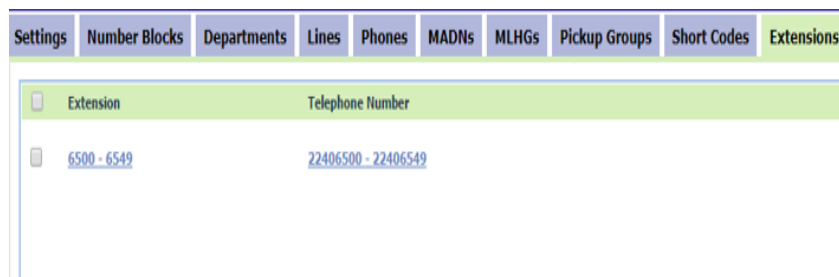 Settings Number Blocks Departments Lines Phones MADNs MLHGs Pickup Groups Short Codes Extensions
Extension Telephone Number
6500 - 6549 22406500 - 22406549